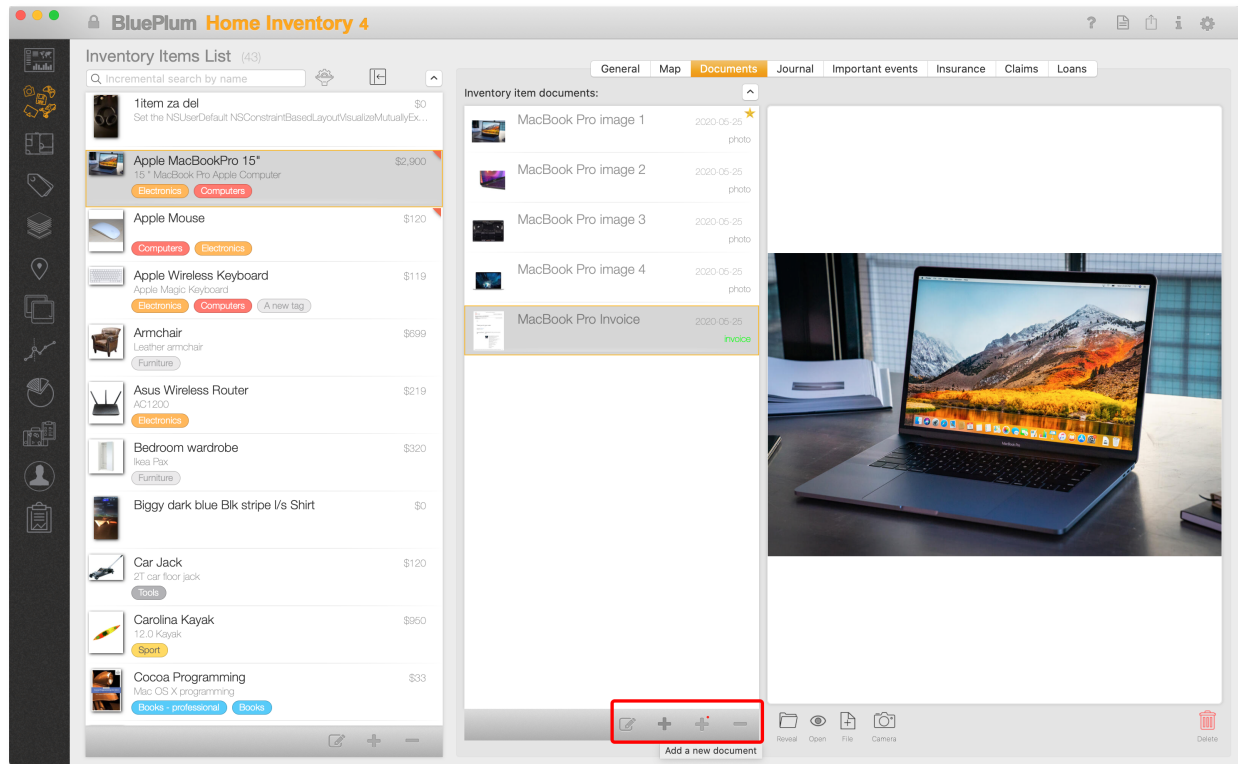 BluePlum Home Inventory 4
Inventory Items List (43)
Incremental search by name
1item za del
$0
Set the NSUserDefault NSConstraintBasedLayoutVisualizeMutuallyEx...
Apple MacBookPro 15"
$2,900
15 " MacBook Pro Apple Computer
Electronics
Computers
Apple Mouse
$120
Computers
Electronics
Apple Wireless Keyboard
$119
Apple Magic Keyboard
Electronics
Computers
A new tag
Armchair
$699
Leather armchair
Furniture
Asus Wireless Router
$219
AC1200
Electronics
Bedroom wardrobe
$320
Ikea Pax
Furniture
Biggy dark blue Blk stripe l/s Shirt
$0
Car Jack
$120
2T car floor jack
Tools
Carolina Kayak
$950
12.0 Kayak
Sport
Cocoa Programming
$33
Mac OS X programming
Books - professional
Books
General
Map
Documents
Journal
Important events
Insurance
Claims
Loans
Inventory item documents:
MacBook Pro image 1
2020-05-25
photo
MacBook Pro image 2
2020-05-25
photo
MacBook Pro image 3
2020-05-25
photo
MacBook Pro image 4
2020-05-25
photo
MacBook Pro Invoice
2020-05-25
invoice
Add a new document
Reveal
Open
File
Camera
Delete